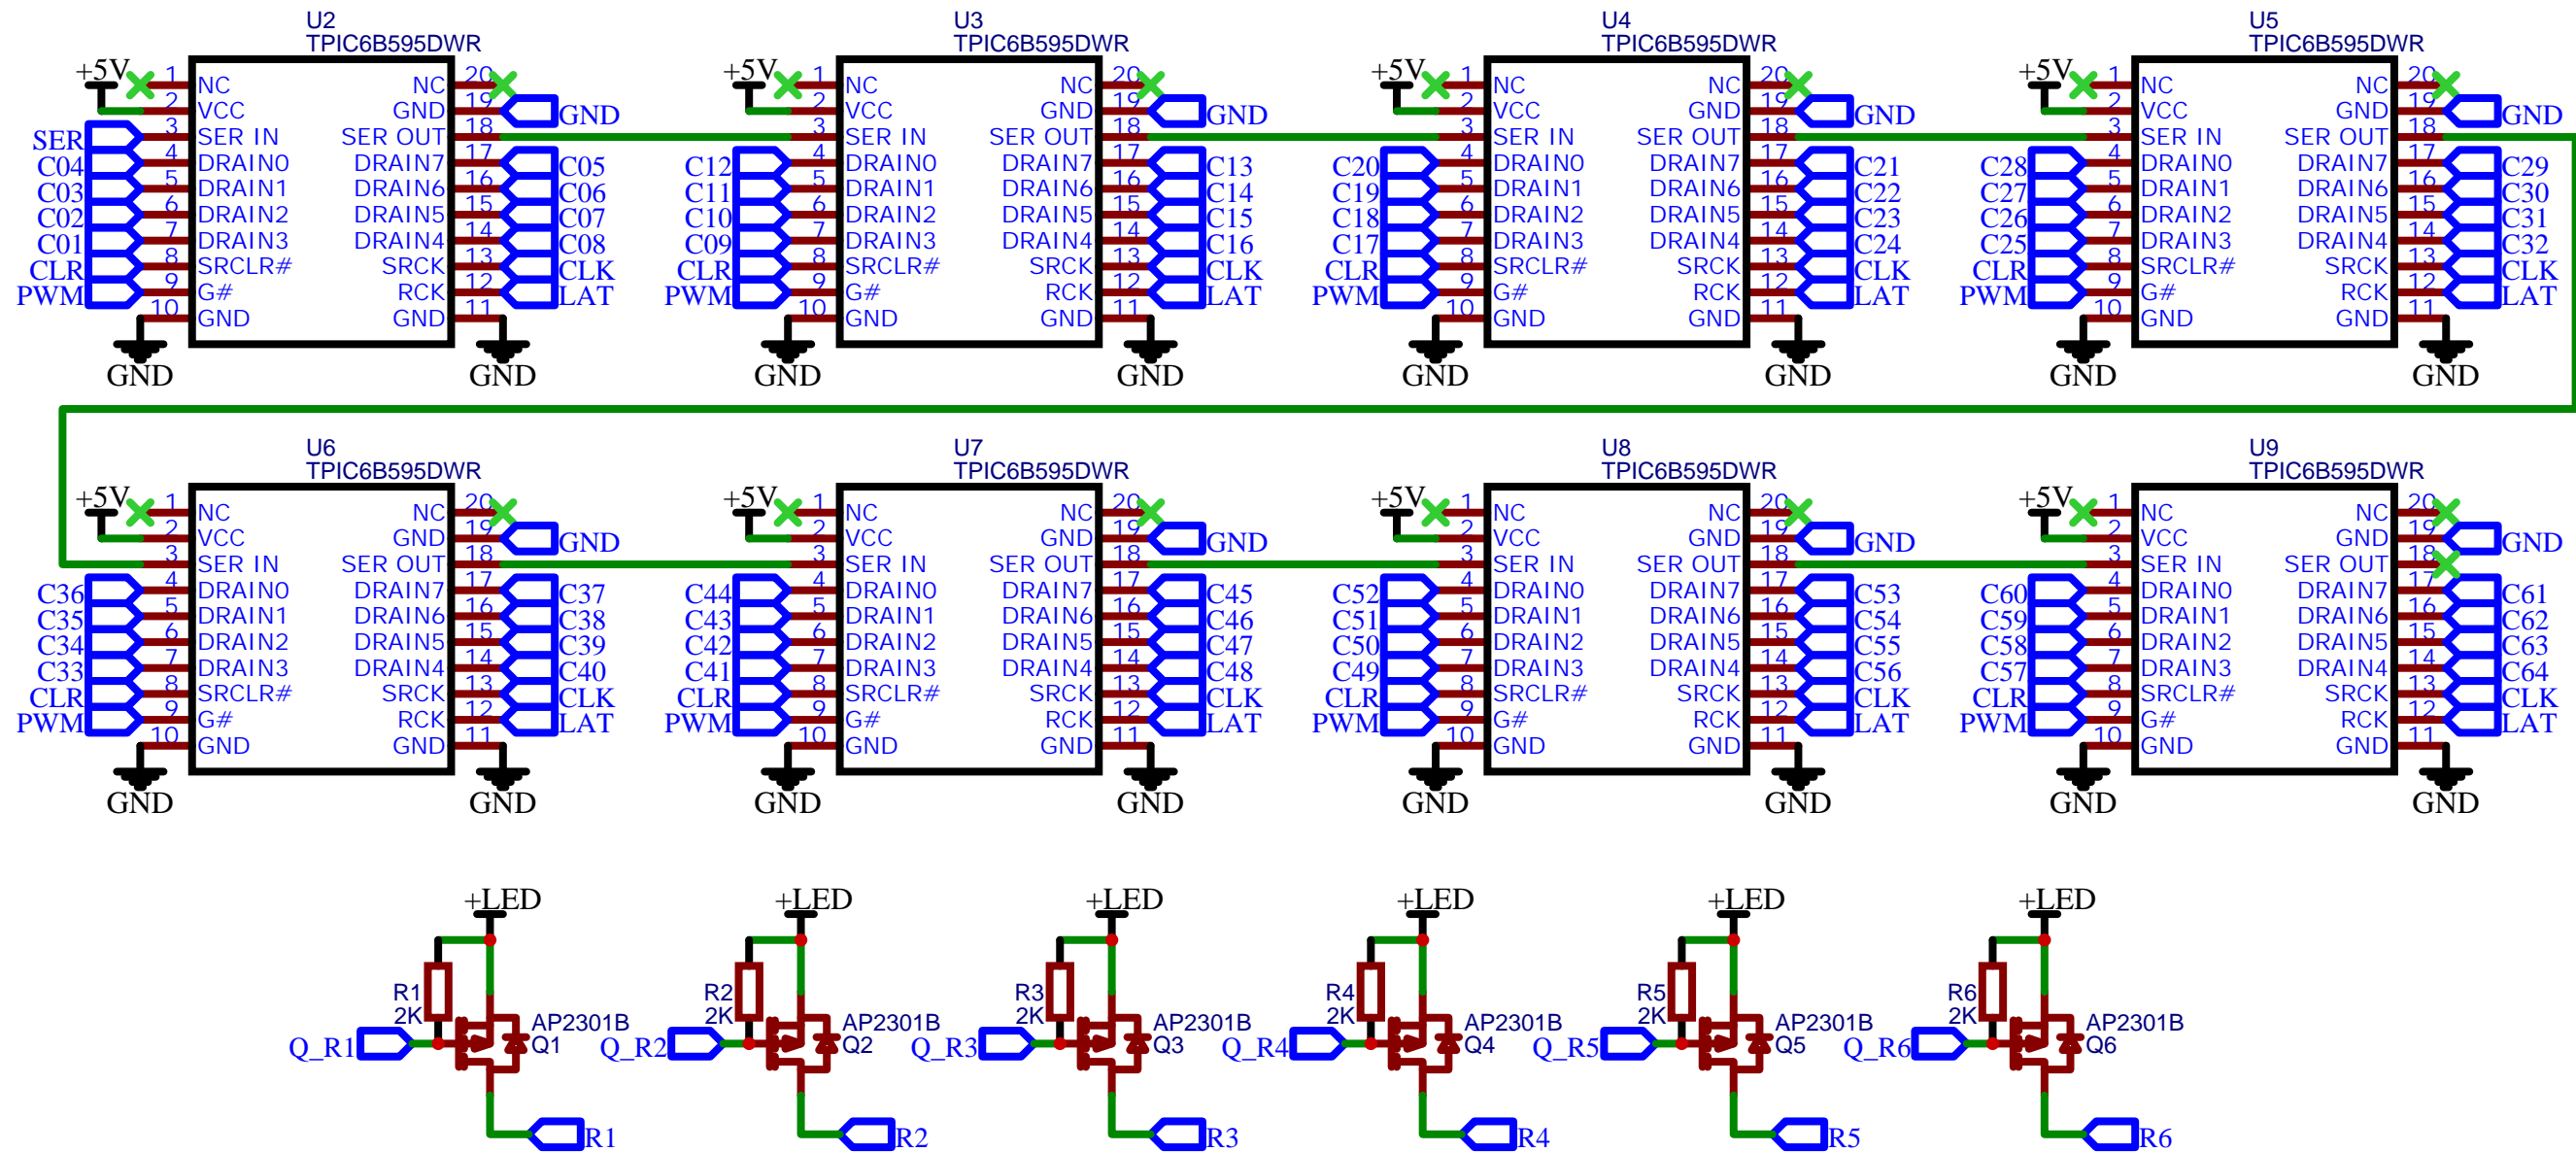 U2
TPIC6B595DWR
+5V
1 NC NC 20
2 VCC GND 19 GND
SER 3 SER IN SER OUT 18
C04 4 DRAIN0 DRAIN7 17 C05
C03 5 DRAIN1 DRAIN6 16 C06
C02 6 DRAIN2 DRAIN5 15 C07
C01 7 DRAIN3 DRAIN4 14 C08
CLR 8 SRCLR# SRCK 13 CLK
PWM 9 G# RCK 12 LAT
10 GND GND 11
GND GND
U3
TPIC6B595DWR
+5V
1 NC NC 20
2 VCC GND 19 GND
3 SER IN SER OUT 18
C12 4 DRAIN0 DRAIN7 17 C13
C11 5 DRAIN1 DRAIN6 16 C14
C10 6 DRAIN2 DRAIN5 15 C15
C09 7 DRAIN3 DRAIN4 14 C16
CLR 8 SRCLR# SRCK 13 CLK
PWM 9 G# RCK 12 LAT
10 GND GND 11
GND GND
U4
TPIC6B595DWR
+5V
1 NC NC 20
2 VCC GND 19 GND
3 SER IN SER OUT 18
C20 4 DRAIN0 DRAIN7 17 C21
C19 5 DRAIN1 DRAIN6 16 C22
C18 6 DRAIN2 DRAIN5 15 C23
C17 7 DRAIN3 DRAIN4 14 C24
CLR 8 SRCLR# SRCK 13 CLK
PWM 9 G# RCK 12 LAT
10 GND GND 11
GND GND
U5
TPIC6B595DWR
+5V
1 NC NC 20
2 VCC GND 19 GND
3 SER IN SER OUT 18
C28 4 DRAIN0 DRAIN7 17 C29
C27 5 DRAIN1 DRAIN6 16 C30
C26 6 DRAIN2 DRAIN5 15 C31
C25 7 DRAIN3 DRAIN4 14 C32
CLR 8 SRCLR# SRCK 13 CLK
PWM 9 G# RCK 12 LAT
10 GND GND 11
GND GND
U6
TPIC6B595DWR
+5V
1 NC NC 20
2 VCC GND 19 GND
3 SER IN SER OUT 18
C36 4 DRAIN0 DRAIN7 17 C37
C35 5 DRAIN1 DRAIN6 16 C38
C34 6 DRAIN2 DRAIN5 15 C39
C33 7 DRAIN3 DRAIN4 14 C40
CLR 8 SRCLR# SRCK 13 CLK
PWM 9 G# RCK 12 LAT
10 GND GND 11
GND GND
U7
TPIC6B595DWR
+5V
1 NC NC 20
2 VCC GND 19 GND
3 SER IN SER OUT 18
C44 4 DRAIN0 DRAIN7 17 C45
C43 5 DRAIN1 DRAIN6 16 C46
C42 6 DRAIN2 DRAIN5 15 C47
C41 7 DRAIN3 DRAIN4 14 C48
CLR 8 SRCLR# SRCK 13 CLK
PWM 9 G# RCK 12 LAT
10 GND GND 11
GND GND
U8
TPIC6B595DWR
+5V
1 NC NC 20
2 VCC GND 19 GND
3 SER IN SER OUT 18
C52 4 DRAIN0 DRAIN7 17 C53
C51 5 DRAIN1 DRAIN6 16 C54
C50 6 DRAIN2 DRAIN5 15 C55
C49 7 DRAIN3 DRAIN4 14 C56
CLR 8 SRCLR# SRCK 13 CLK
PWM 9 G# RCK 12 LAT
10 GND GND 11
GND GND
U9
TPIC6B595DWR
+5V
1 NC NC 20
2 VCC GND 19 GND
3 SER IN SER OUT 18
C60 4 DRAIN0 DRAIN7 17 C61
C59 5 DRAIN1 DRAIN6 16 C62
C58 6 DRAIN2 DRAIN5 15 C63
C57 7 DRAIN3 DRAIN4 14 C64
CLR 8 SRCLR# SRCK 13 CLK
PWM 9 G# RCK 12 LAT
10 GND GND 11
GND GND
+LED
R1
2K
AP2301B
Q_R1 Q1
R1
+LED
R2
2K
AP2301B
Q_R2 Q2
R2
+LED
R3
2K
AP2301B
Q_R3 Q3
R3
+LED
R4
2K
AP2301B
Q_R4 Q4
R4
+LED
R5
2K
AP2301B
Q_R5 Q5
R5
+LED
R6
2K
AP2301B
Q_R6 Q6
R6